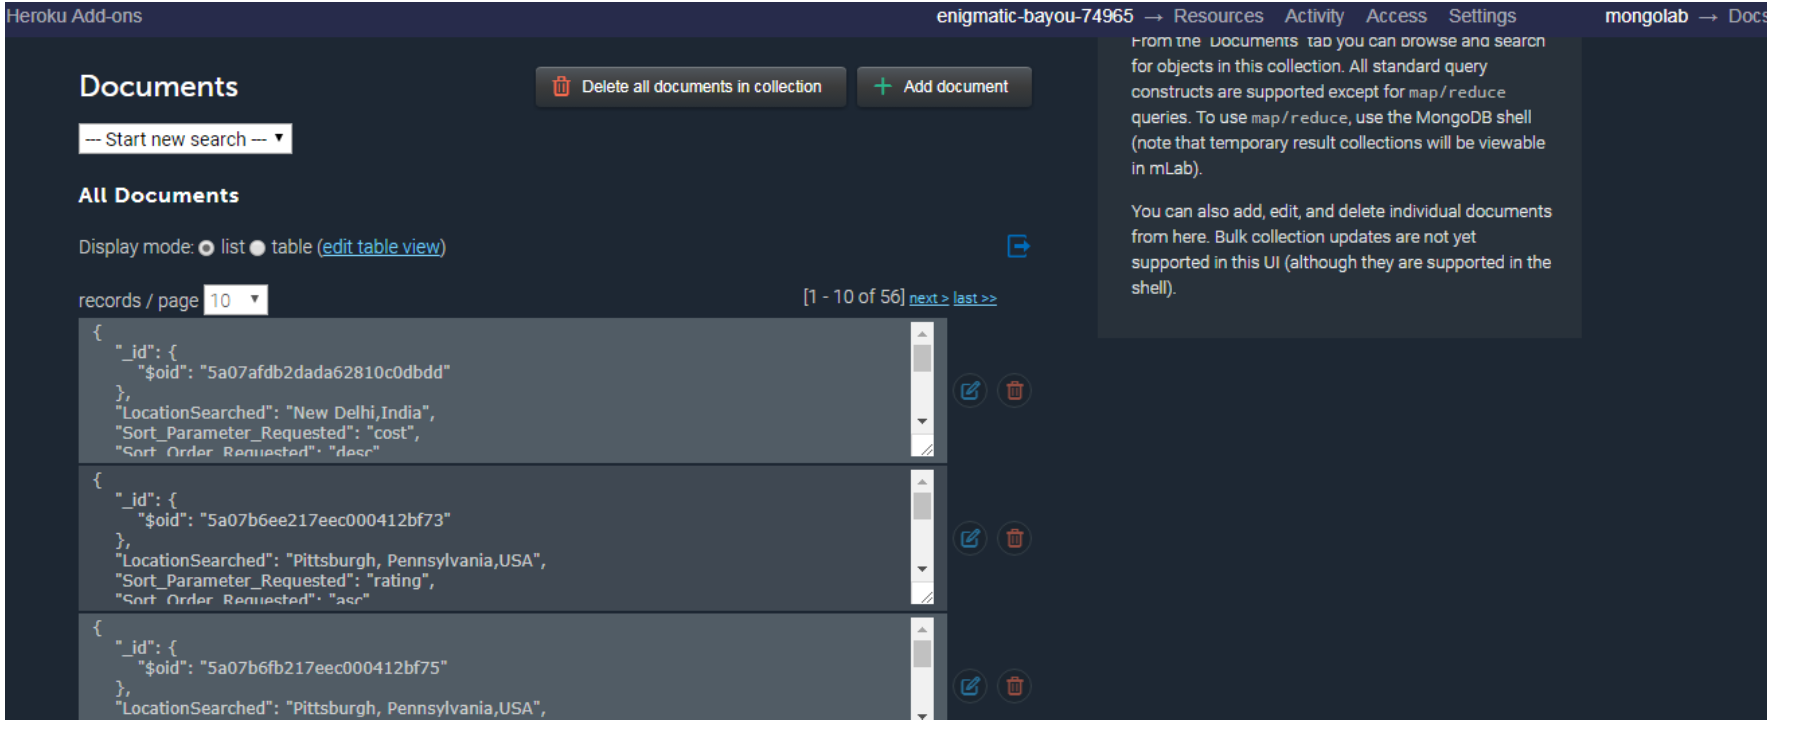 Heroku Add-ons
enigmatic-bayou-74965 → Resources Activity Access Settings mongolab → Docs
Documents
Delete all documents in collection
Add document
--- Start new search ---
All Documents
Display mode: list table (edit table view)
records / page 10
[1 - 10 of 56] next > last >>
{
"_id": {
"$oid": "5a07afdb2dada62810c0dbdd"
},
"LocationSearched": "New Delhi,India",
"Sort_Parameter_Requested": "cost",
"Sort_Order_Requested": "desc"
{
"_id": {
"$oid": "5a07b6ee217eec000412bf73"
},
"LocationSearched": "Pittsburgh, Pennsylvania,USA",
"Sort_Parameter_Requested": "rating",
"Sort_Order_Requested": "asc"
{
"_id": {
"$oid": "5a07b6fb217eec000412bf75"
},
"LocationSearched": "Pittsburgh, Pennsylvania,USA",
From the "Documents" tab you can browse and search
for objects in this collection. All standard query
constructs are supported except for map/reduce
queries. To use map/reduce, use the MongoDB shell
(note that temporary result collections will be viewable
in mLab).
You can also add, edit, and delete individual documents
from here. Bulk collection updates are not yet
supported in this UI (although they are supported in the
shell).